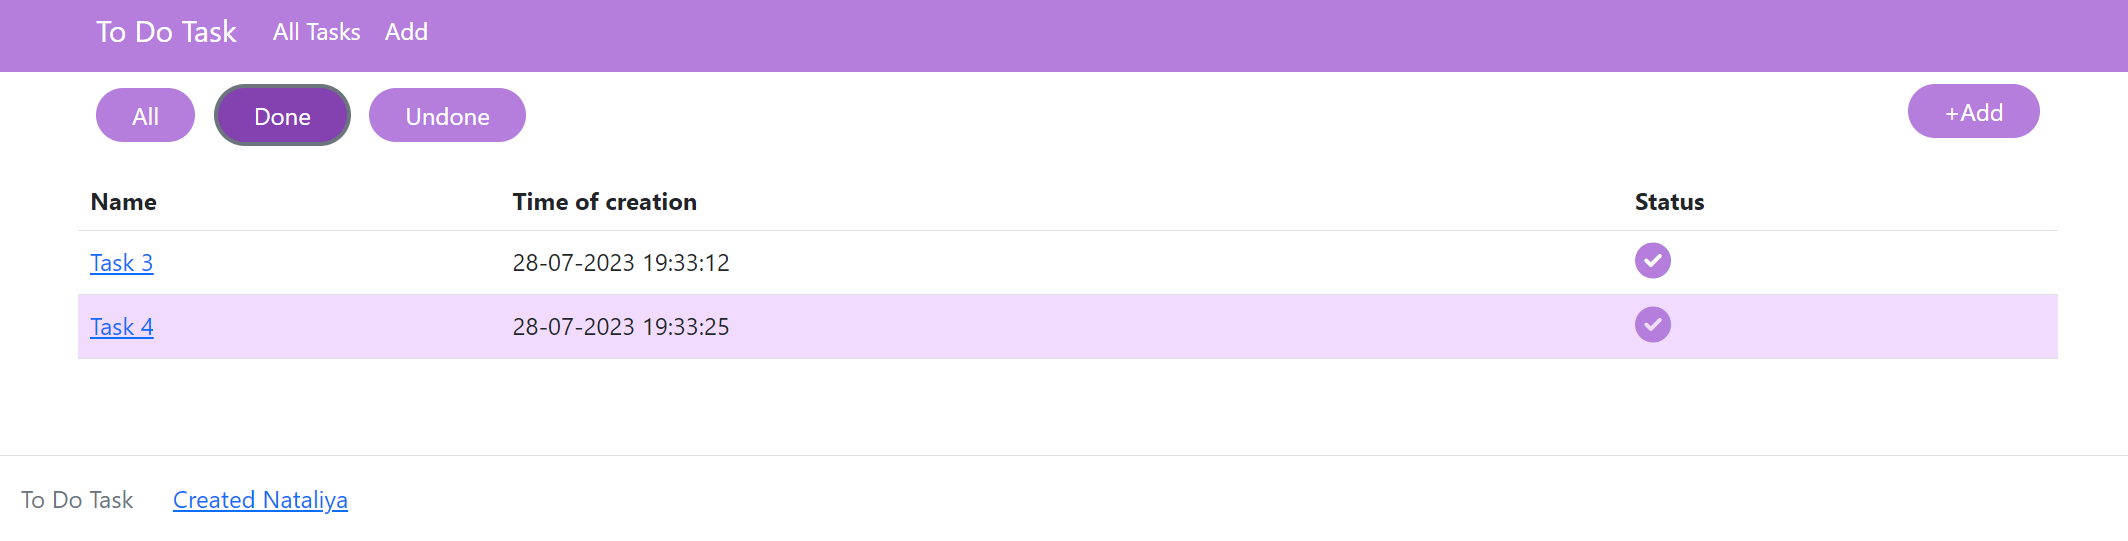 To Do Task All Tasks Add
All Done Undone +Add
Name Time of creation Status
Task 3 28-07-2023 19:33:12
Task 4 28-07-2023 19:33:25
To Do Task Created Nataliya